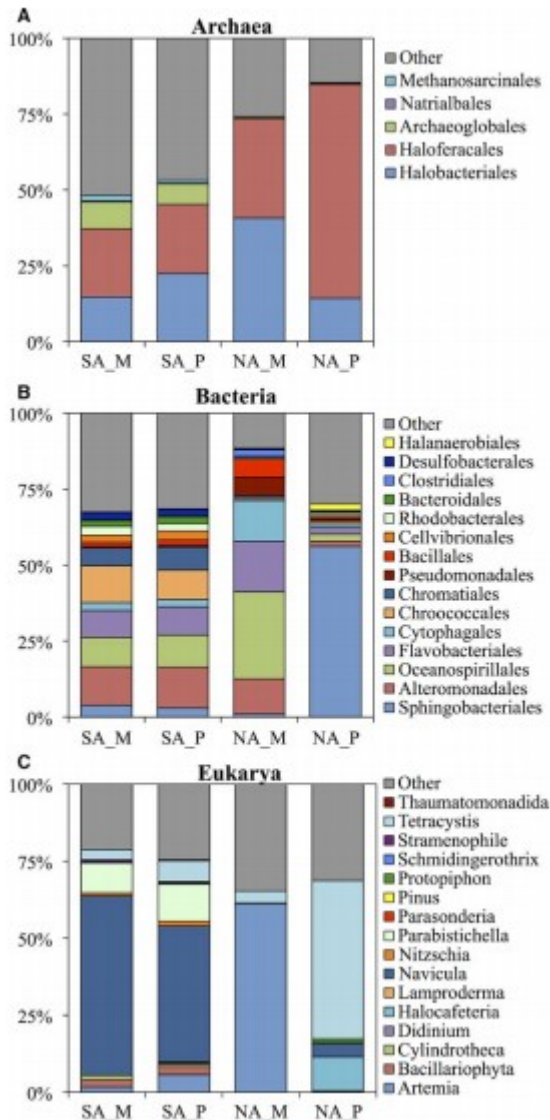 A
Archaea
100%
75%
50%
25%
0%
SA_M SA_P NA_M NA_P
Other
Methanosarcinales
Natrialbales
Archaeoglobales
Haloferacales
Halobacteriales
B
Bacteria
100%
75%
50%
25%
0%
SA_M SA_P NA_M NA_P
Other
Halanaerobiales
Desulfobacterales
Clostridiales
Bacteroidales
Rhodobacterales
Cellvibrionales
Bacillales
Pseudomonadales
Chromatiales
Chroococcales
Cytophagales
Flavobacteriales
Oceanospirillales
Alteromonadales
Sphingobacteriales
C
Eukarya
100%
75%
50%
25%
0%
SA_M SA_P NA_M NA_P
Other
Thaumatomonadida
Tetracystis
Stramenophile
Schmidingerothrix
Protopiphon
Pinus
Parasonderia
Parabistichella
Nitzschia
Navicula
Lamproderma
Halocafeteria
Didinium
Cylindrotheca
Bacillariophyta
Artemia